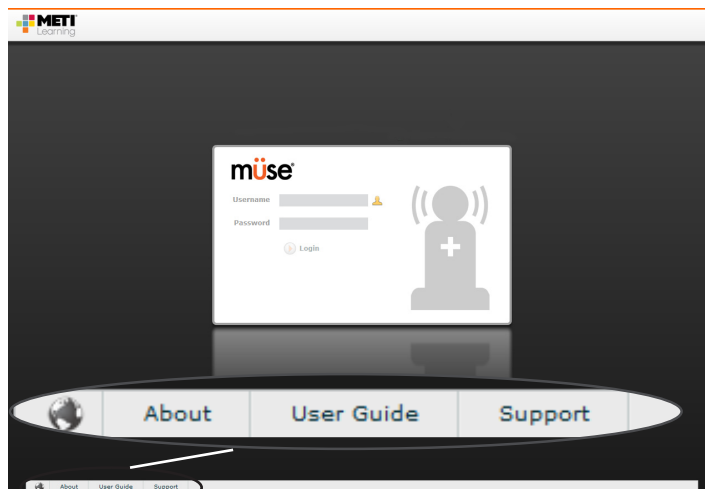 METI
Learning
müse®
Username
Password
Login
About User Guide Support
About User Guide Support